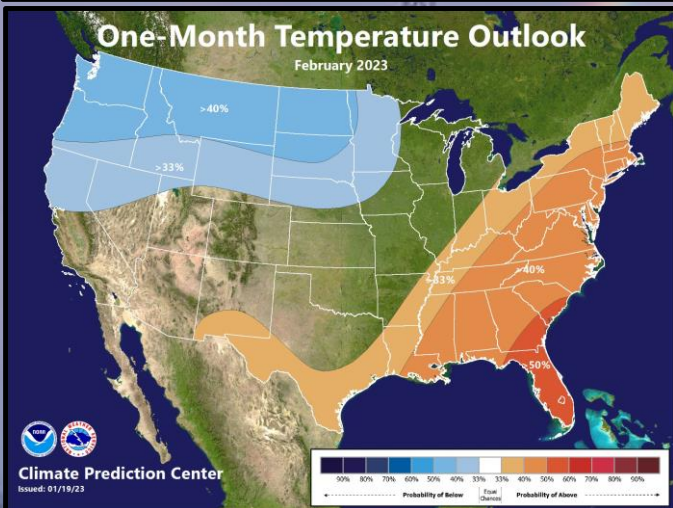 One-Month Temperature Outlook
February 2023
>40%
>33%
>33%
>40%
50%
NOAA
Climate Prediction Center
Issued: 01/19/23
90% 80% 70% 60% 50% 40% 33% 33% 40% 50% 60% 70% 80% 90%
Probability of Below Equal Chances Probability of Above